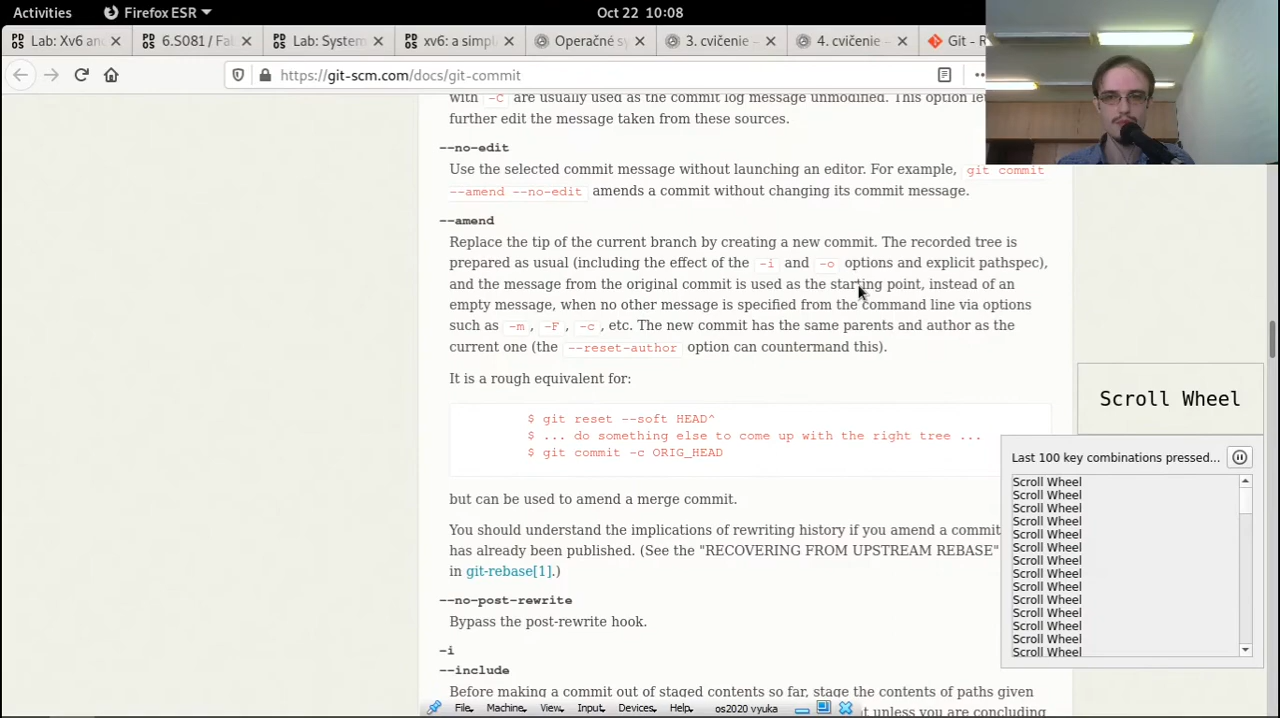 Activities Firefox ESR Oct 22 10:08
Lab: Xv6 an 6.S081 / Fa Lab: System xv6: a simpl Operačné sy 3. cvičenie — 4. cvičenie — Git - R
https://git-scm.com/docs/git-commit
with -C are usually used as the commit log message unmodified. This option le
further edit the message taken from these sources.
--no-edit
Use the selected commit message without launching an editor. For example, git commit
--amend --no-edit amends a commit without changing its commit message.
--amend
Replace the tip of the current branch by creating a new commit. The recorded tree is
prepared as usual (including the effect of the -i and -o options and explicit pathspec),
and the message from the original commit is used as the starting point, instead of an
empty message, when no other message is specified from the command line via options
such as -m, -F, -c, etc. The new commit has the same parents and author as the
current one (the --reset-author option can countermand this).
It is a rough equivalent for:
$ git reset --soft HEAD^
$ ... do something else to come up with the right tree ...
$ git commit -c ORIG_HEAD
but can be used to amend a merge commit.
You should understand the implications of rewriting history if you amend a commit
has already been published. (See the "RECOVERING FROM UPSTREAM REBASE"
in git-rebase[1].)
--no-post-rewrite
Bypass the post-rewrite hook.
-i
--include
Before making a commit out of staged contents so far, stage the contents of paths given
nt unless you are concluding
Scroll Wheel
Last 100 key combinations pressed...
Scroll Wheel
Scroll Wheel
Scroll Wheel
Scroll Wheel
Scroll Wheel
Scroll Wheel
Scroll Wheel
Scroll Wheel
Scroll Wheel
Scroll Wheel
Scroll Wheel
Scroll Wheel
Scroll Wheel
Scroll Wheel
File Machine View Input Devices Help os2020 vyuka